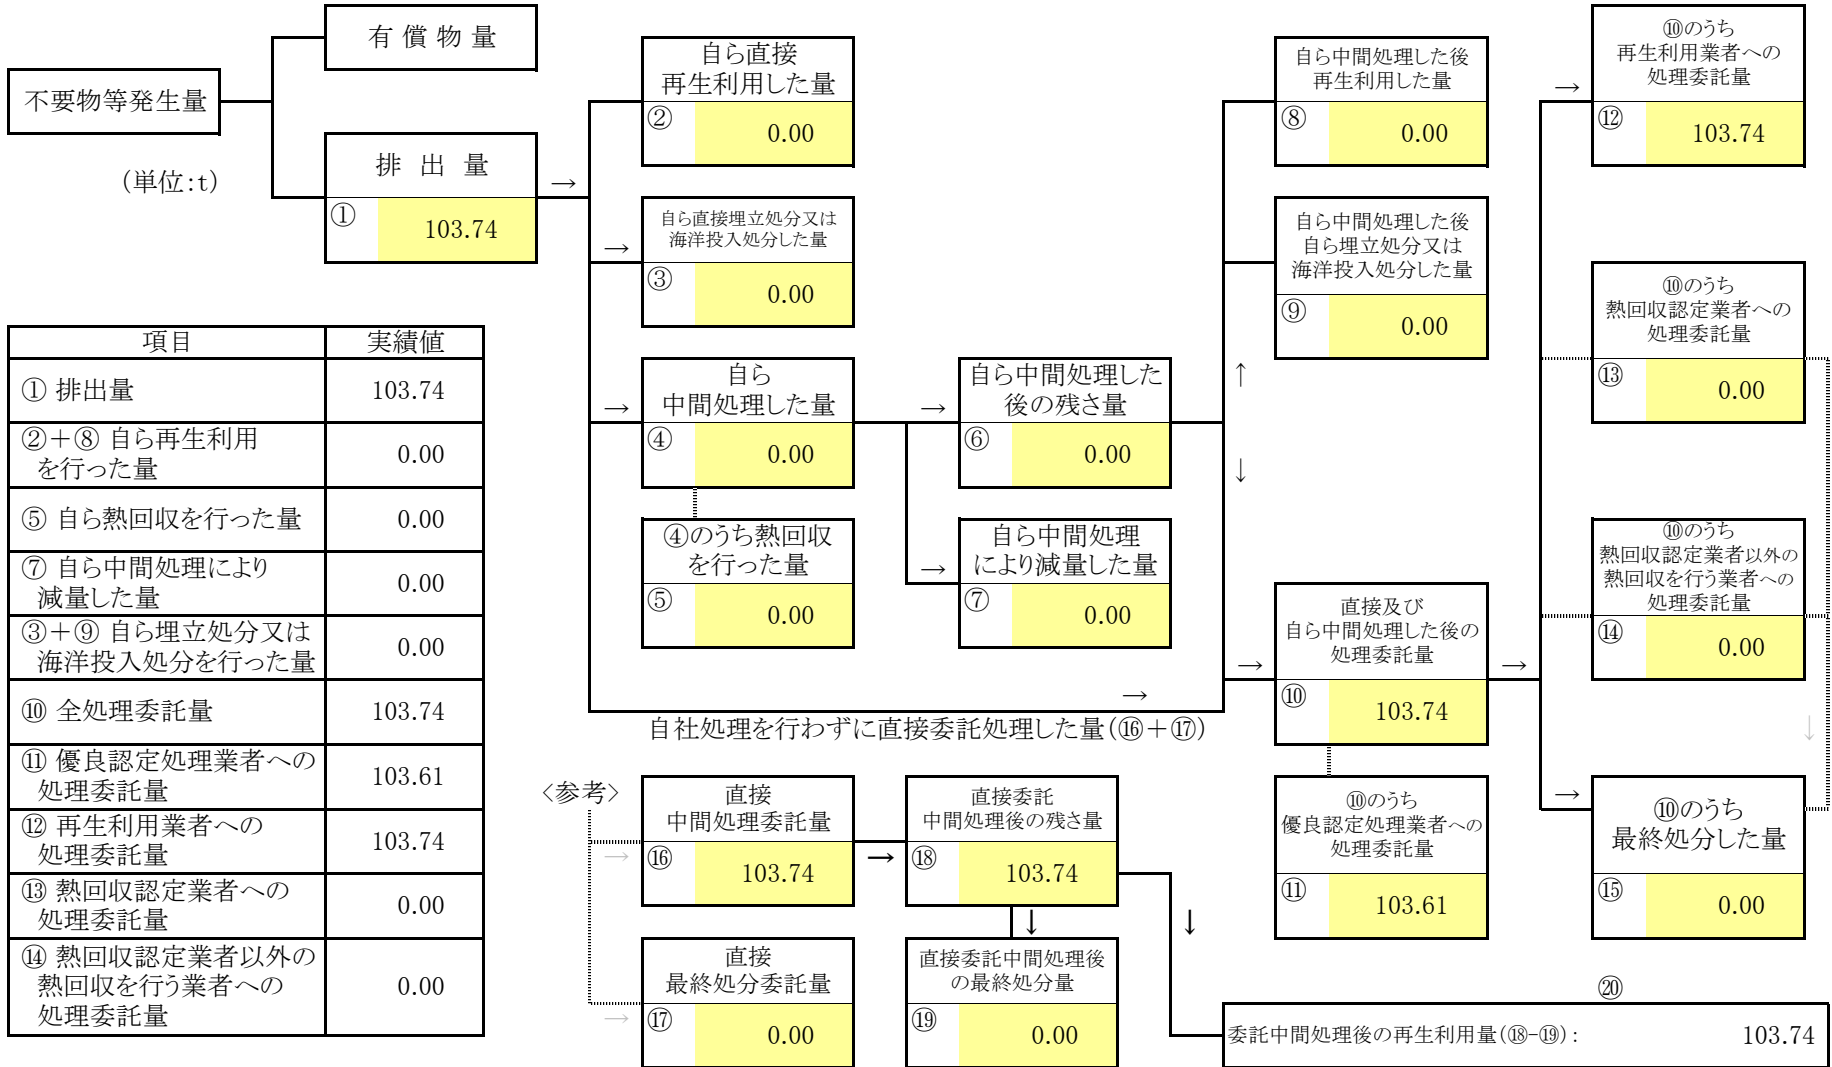 有 償 物 量
不要物等発生量
排　出　量
①
103.74
(単位:t)
→
自ら直接
再生利用した量
②
0.00
→
自ら直接埋立処分又は
海洋投入処分した量
③
0.00
→
自ら
中間処理した量
④
0.00
④のうち熱回収
を行った量
⑤
0.00
→
自ら中間処理した
後の残さ量
⑥
0.00
→
自ら中間処理
により減量した量
⑦
0.00
↑
↓
自ら中間処理した後
再生利用した量
⑧
0.00
自ら中間処理した後
自ら埋立処分又は
海洋投入処分した量
⑨
0.00
→
自社処理を行わずに直接委託処理した量(⑯+⑰)
→
直接及び
自ら中間処理した後の
処理委託量
⑩
103.74
⑩のうち
優良認定処理業者への
処理委託量
⑪
103.61
→
→
⑩のうち
再生利用業者への
処理委託量
⑫
103.74
⑩のうち
熱回収認定業者への
処理委託量
⑬
0.00
⑩のうち
熱回収認定業者以外の
熱回収を行う業者への
処理委託量
⑭
0.00
↓
→
⑩のうち
最終処分した量
⑮
0.00
項目 実績値
① 排出量 103.74
②+⑧ 自ら再生利用
を行った量 0.00
⑤ 自ら熱回収を行った量 0.00
⑦ 自ら中間処理により
減量した量 0.00
③+⑨ 自ら埋立処分又は
海洋投入処分を行った量 0.00
⑩ 全処理委託量 103.74
⑪ 優良認定処理業者への
処理委託量 103.61
⑫ 再生利用業者への
処理委託量 103.74
⑬ 熱回収認定業者への
処理委託量 0.00
⑭ 熱回収認定業者以外の
熱回収を行う業者への
処理委託量 0.00
〈参考〉
→
直接
中間処理委託量
⑯
103.74
→
直接委託
中間処理後の残さ量
⑱
103.74
↓
↓
→
直接
最終処分委託量
⑰
0.00
直接委託中間処理後
の最終処分量
⑲
0.00
⑳
委託中間処理後の再生利用量(⑱-⑲): 103.74